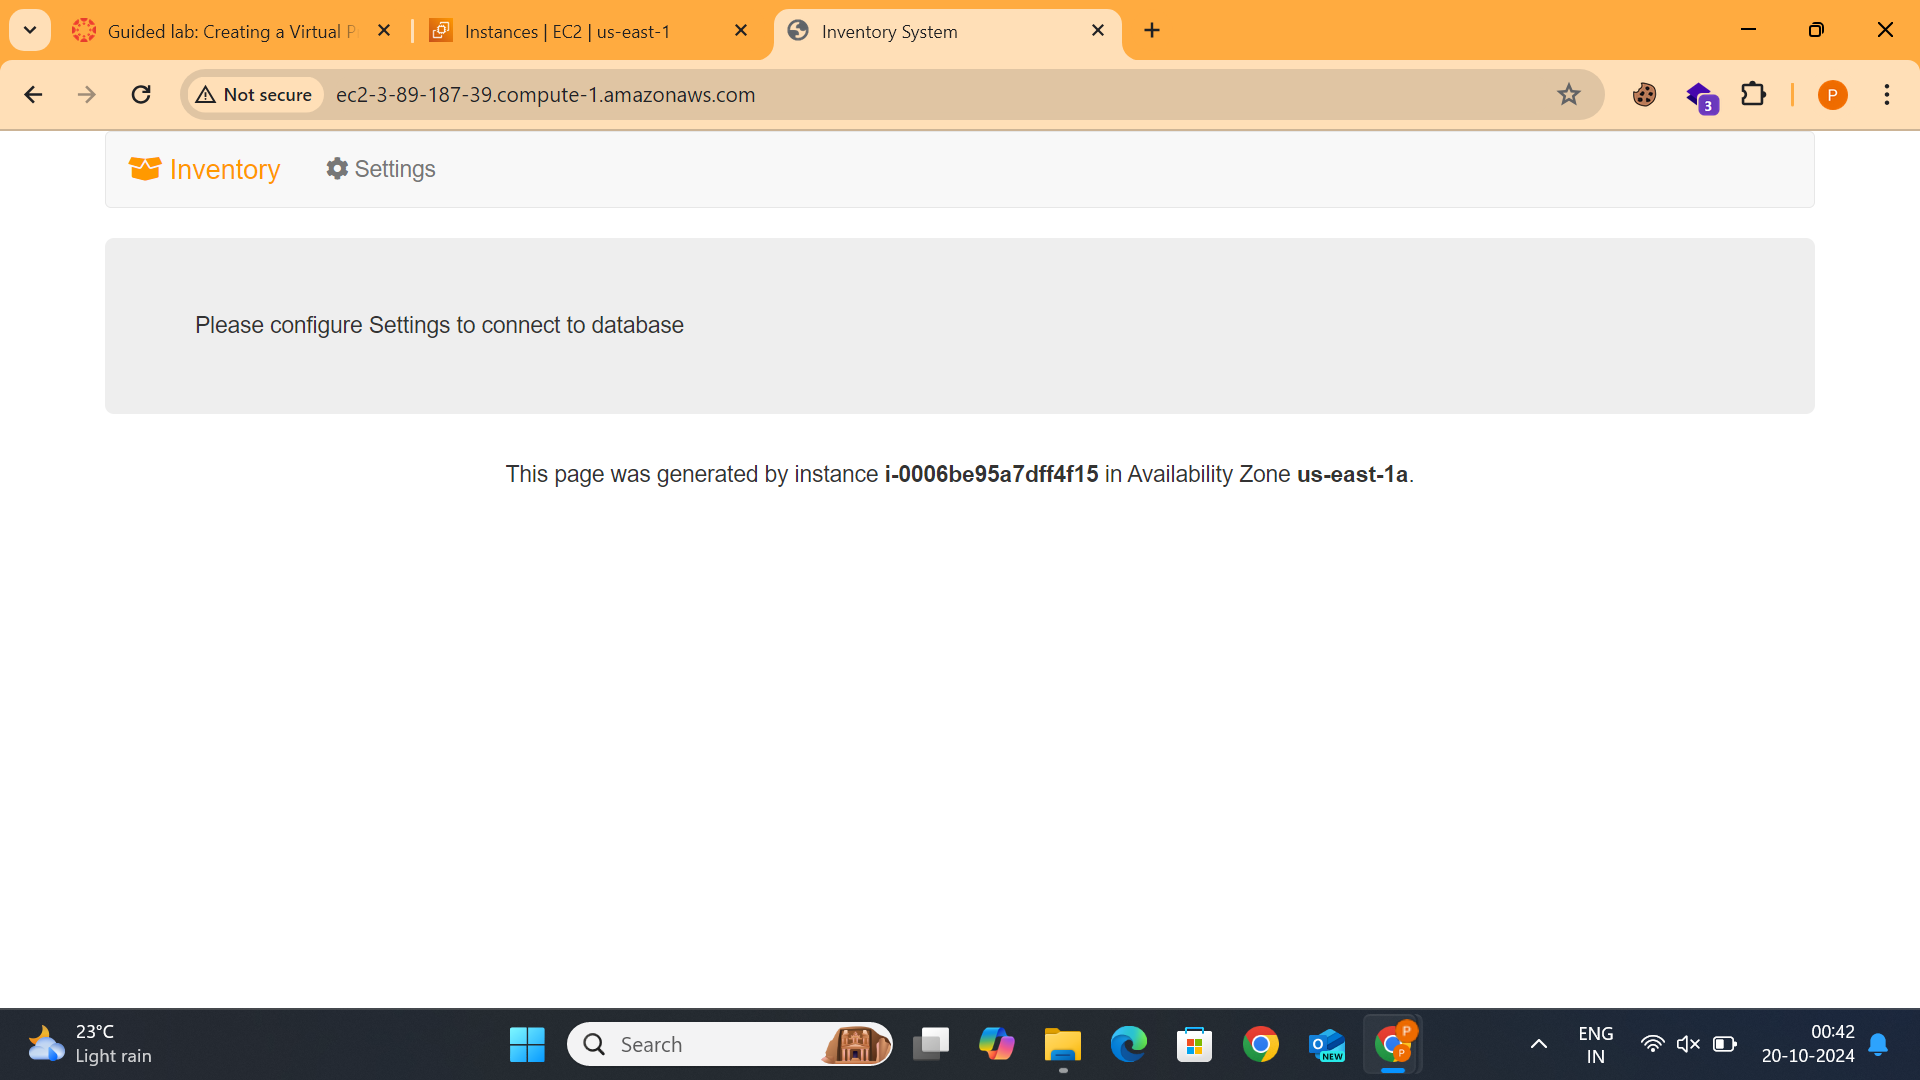 Guided lab: Creating a Virtual P
Instances | EC2 | us-east-1
Inventory System
Not secure
ec2-3-89-187-39.compute-1.amazonaws.com
3
P
Inventory
Settings
Please configure Settings to connect to database
This page was generated by instance i-0006be95a7dff4f15 in Availability Zone us-east-1a.
23°C
Light rain
Search
NEW
P
P
ENG
IN
00:42
20-10-2024